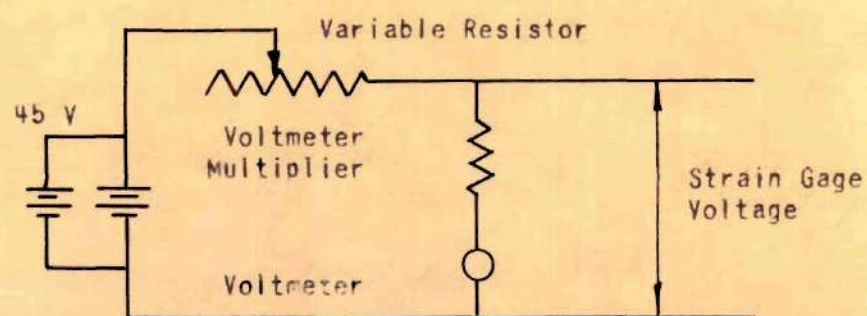 Variable Resistor
45 V
Voltmeter
Multiplier
Strain Gage
Voltage
Voltmeter